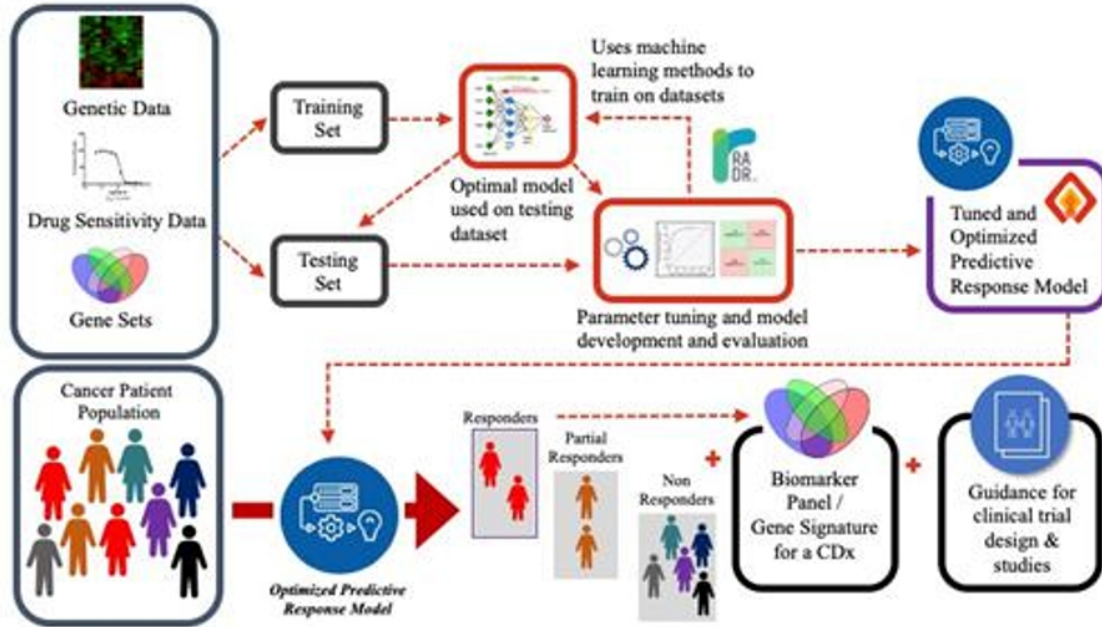 Genetic Data
Drug Sensitivity Data
Gene Sets
Training
Set
Testing
Set
Optimal model
used on testing
dataset
Uses machine
learning methods to
train on datasets
RA
DR
Parameter tuning and model
development and evaluation
Tuned and
Optimized
Predictive
Response Model
Cancer Patient
Population
Optimized Predictive
Response Model
Responders
Partial
Responders
Non
Responders
+
Biomarker
Panel /
Gene Signature
for a CDx
+
Guidance for
clinical trial
design &
studies